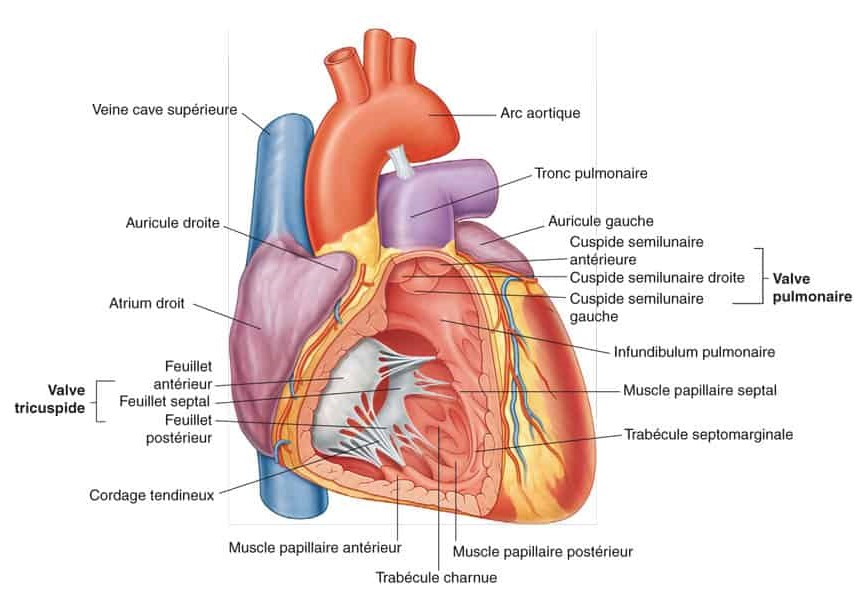 Veine cave supérieure
Arc aortique
Tronc pulmonaire
Auricule droite
Auricule gauche
Cuspide semilunaire
antérieure
Cuspide semilunaire droite
Cuspide semilunaire
gauche
Valve
pulmonaire
Atrium droit
Infundibulum pulmonaire
Feuillet
antérieur
Feuillet septal
Feuillet
postérieur
Valve
tricuspide
Muscle papillaire septal
Trabécule septomarginale
Cordage tendineux
Muscle papillaire antérieur
Muscle papillaire postérieur
Trabécule charnue